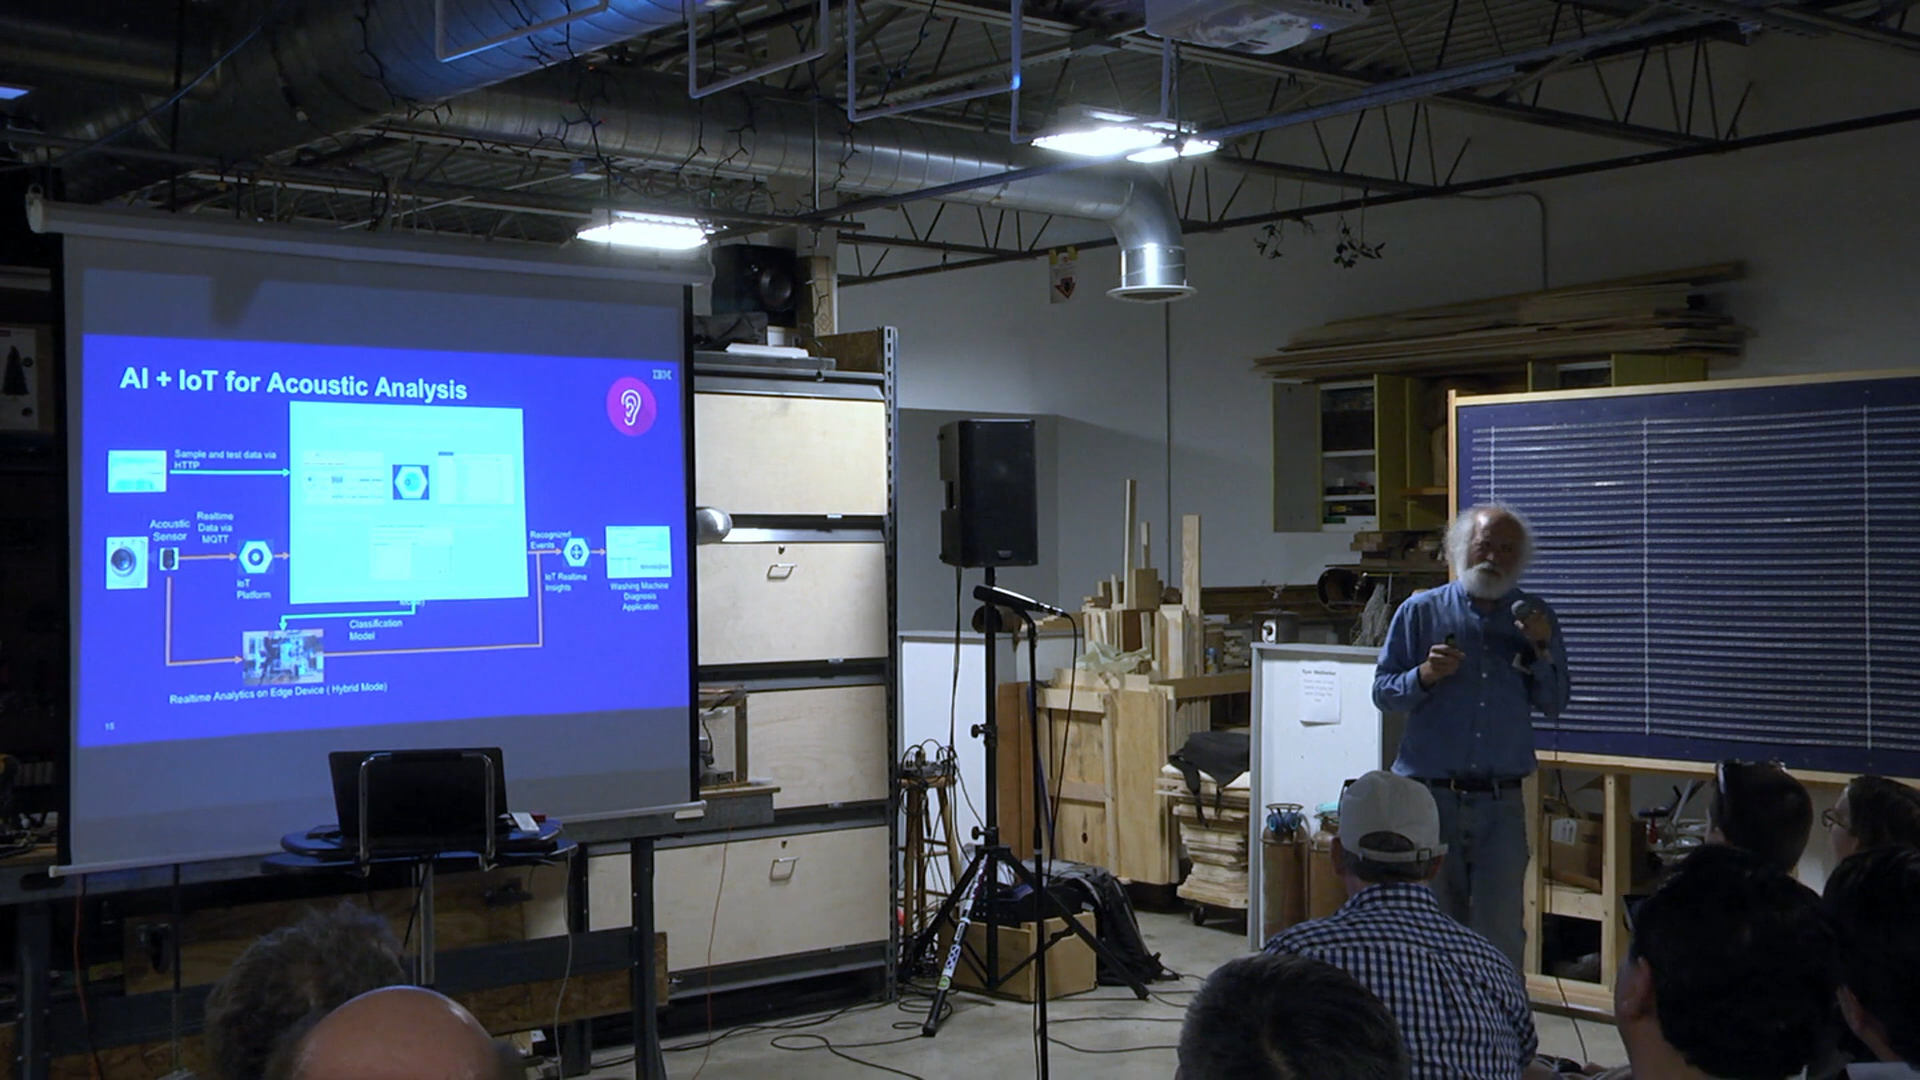 AI + IoT for Acoustic Analysis
IBM
Sample and test data via
HTTP
Realtime
Data via
MQTT
Acoustic
Sensor
IoT
Platform
Recognized
Events
IoT Realtime
Insights
Washing Machine
Diagnosis
Application
Classification
Model
Realtime Analytics on Edge Device ( Hybrid Mode)
15